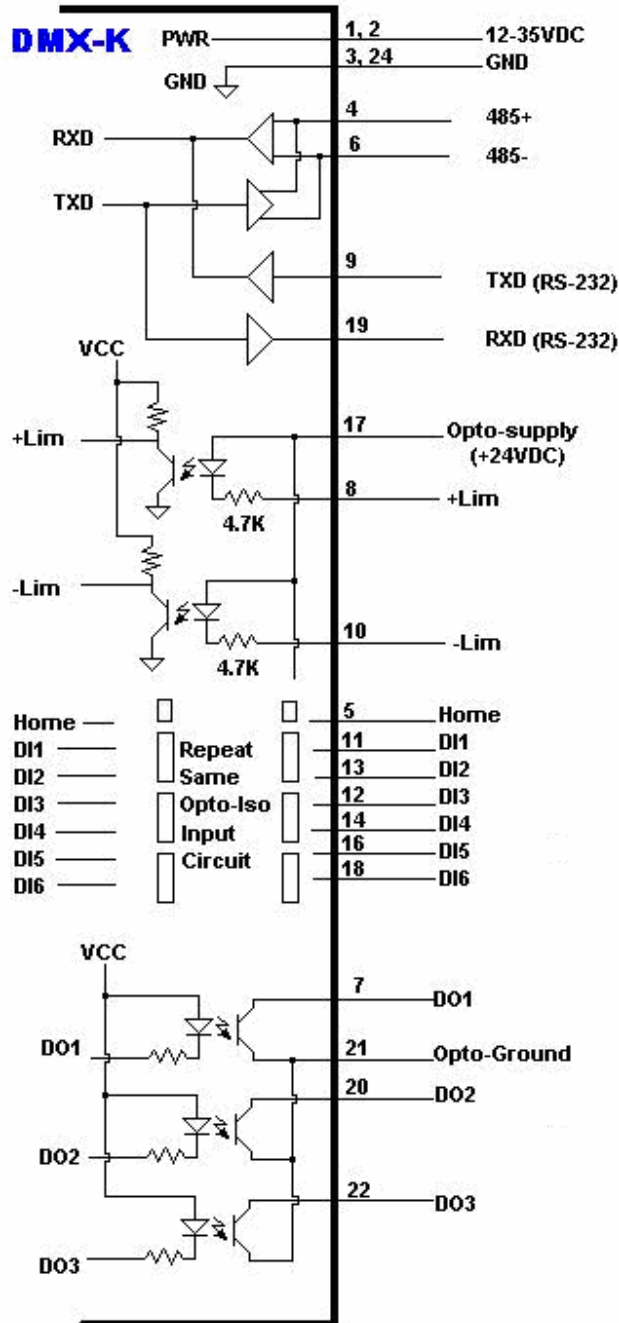 DMX-K PWR 1, 2 12-35VDC
GND 3, 24 GND
4 485+
RXD 6 485-
TXD
9 TXD (RS-232)
19 RXD (RS-232)
VCC
+Lim 17 Opto-supply
(+24VDC)
8 +Lim
4.7K
-Lim
10 -Lim
4.7K
Home 5 Home
DI1 Repeat 11 DI1
DI2 Same 13 DI2
DI3 Opto-Iso 12 DI3
DI4 Input 14 DI4
DI5 Circuit 16 DI5
DI6 18 DI6
VCC
7 DO1
DO1 21 Opto-Ground
20 DO2
DO2
22 DO3
DO3